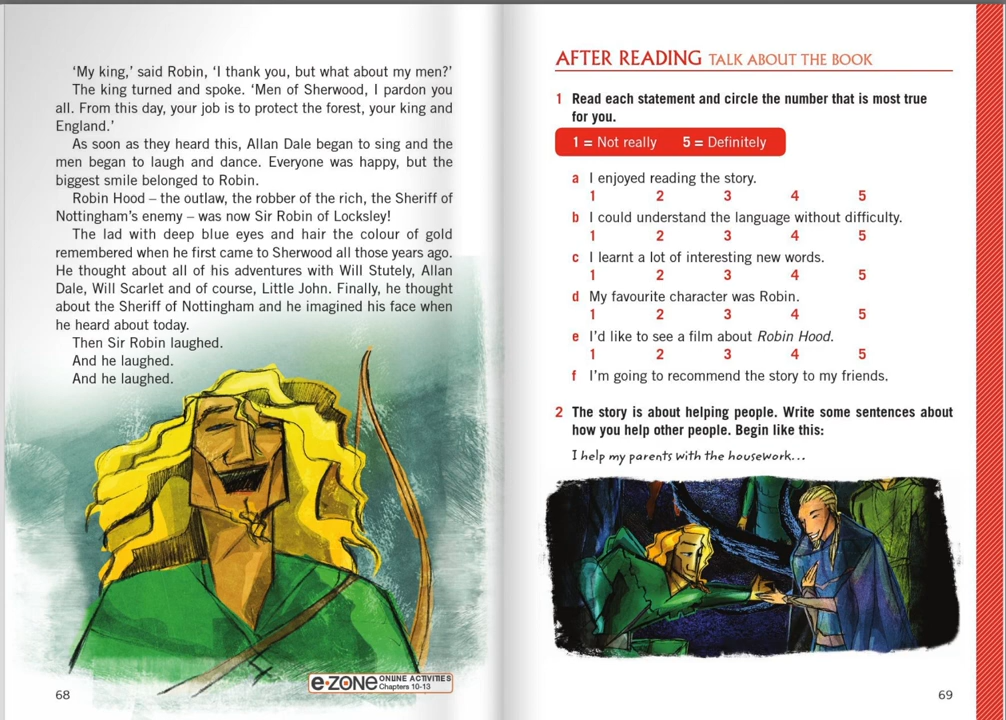 ‘My king,’ said Robin, ‘I thank you, but what about my men?’
The king turned and spoke. ‘Men of Sherwood, I pardon you
all. From this day, your job is to protect the forest, your king and
England.’
As soon as they heard this, Allan Dale began to sing and the
men began to laugh and dance. Everyone was happy, but the
biggest smile belonged to Robin.
Robin Hood – the outlaw, the robber of the rich, the Sheriff of
Nottingham’s enemy – was now Sir Robin of Locksley!
The lad with deep blue eyes and hair the colour of gold
remembered when he first came to Sherwood all those years ago.
He thought about all of his adventures with Will Stutely, Allan
Dale, Will Scarlet and of course, Little John. Finally, he thought
about the Sheriff of Nottingham and he imagined his face when
he heard about today.
Then Sir Robin laughed.
And he laughed.
And he laughed.
e-zone ONLINE ACTIVITIES
Chapters 10-13
68
AFTER READING TALK ABOUT THE BOOK
1 Read each statement and circle the number that is most true
for you.
1 = Not really 5 = Definitely
a I enjoyed reading the story.
1 2 3 4 5
b I could understand the language without difficulty.
1 2 3 4 5
c I learnt a lot of interesting new words.
1 2 3 4 5
d My favourite character was Robin.
1 2 3 4 5
e I’d like to see a film about Robin Hood.
1 2 3 4 5
f I’m going to recommend the story to my friends.
2 The story is about helping people. Write some sentences about
how you help other people. Begin like this:
I help my parents with the housework...
69